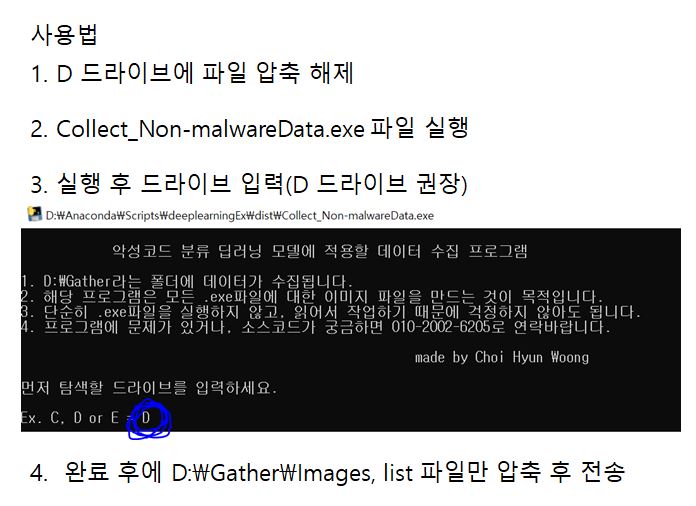 사용법
1. D 드라이브에 파일 압축 해제
2. Collect_Non-malwareData.exe 파일 실행
3. 실행 후 드라이브 입력(D 드라이브 권장)
D:₩Anaconda₩Scripts₩deeplearningEx₩dist₩Collect_Non-malwareData.exe
악성코드 분류 딥러닝 모델에 적용할 데이터 수집 프로그램
1. D:₩Gather라는 폴더에 데이터가 수집됩니다.
2. 해당 프로그램은 모든 .exe파일에 대한 이미지 파일을 만드는 것이 목적입니다.
3. 단순히 .exe파일을 실행하지 않고, 읽어서 작업하기 때문에 걱정하지 않아도 됩니다.
4. 프로그램에 문제가 있거나, 소스코드가 궁금하면 010-2002-6205로 연락바랍니다.
made by Choi Hyun Woong
먼저 탐색할 드라이브를 입력하세요.
Ex. C, D or E = D
4. 완료 후에 D:₩Gather₩Images, list 파일만 압축 후 전송